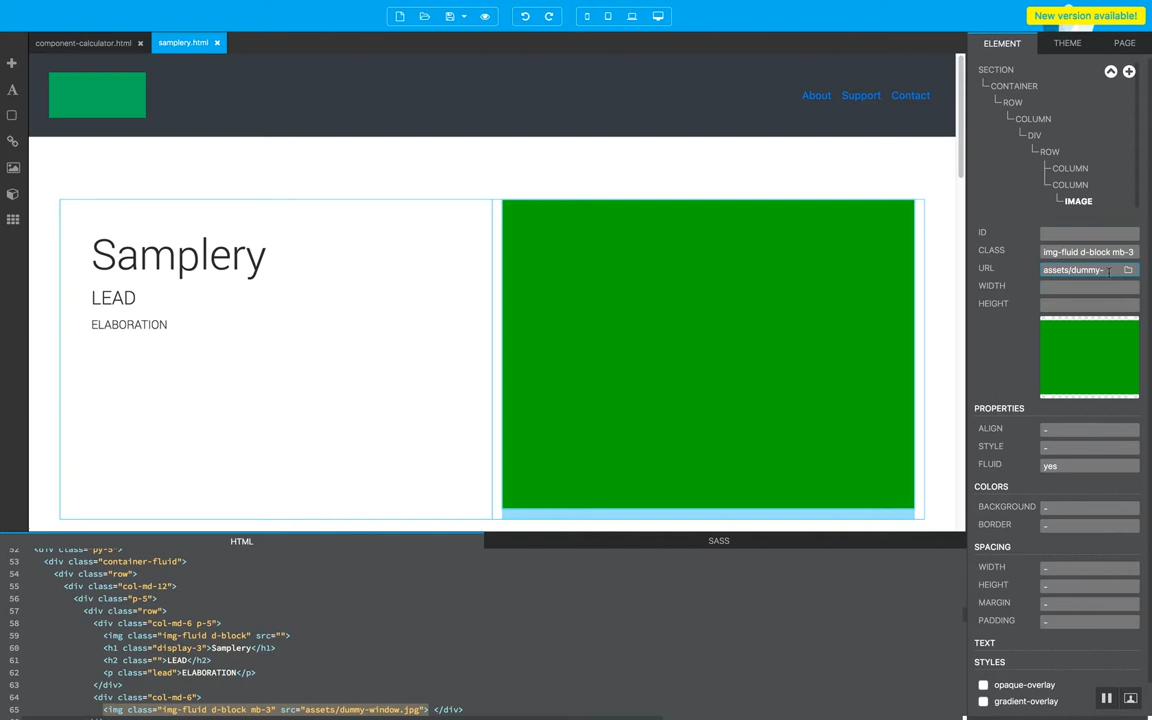 New version available!
component-calculator.html ×
samplery.html ×
ELEMENT THEME PAGE
About Support Contact
Samplery
LEAD
ELABORATION
SECTION
CONTAINER
ROW
COLUMN
DIV
ROW
COLUMN
COLUMN
IMAGE
ID
CLASS img-fluid d-block mb-3
URL assets/dummy-
WIDTH
HEIGHT
PROPERTIES
ALIGN -
STYLE -
FLUID yes
COLORS
BACKGROUND -
BORDER -
SPACING
WIDTH -
HEIGHT -
MARGIN -
PADDING -
TEXT
STYLES
opaque-overlay
gradient-overlay
HTML SASS
52 <div class="py-5">
53 <div class="container-fluid">
54 <div class="row">
55 <div class="col-md-12">
56 <div class="p-5">
57 <div class="row">
58 <div class="col-md-6 p-5">
59 <img class="img-fluid d-block" src="">
60 <h1 class="display-3">Samplery</h1>
61 <h2 class="">LEAD</h2>
62 <p class="lead">ELABORATION</p>
63 </div>
64 <div class="col-md-6">
65 <img class="img-fluid d-block mb-3" src="assets/dummy-window.jpg"> </div>